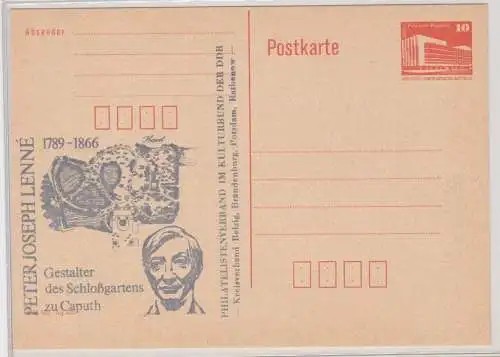 Absender
Postkarte
10
PETER JOSEPH LENNÉ
1789-1866
Havel
Gestalter
des Schloßgartens
zu Caputh
PHILATELISTENVERBAND IM KULTURBUND DER DDR
— Kreisverband Belzig, Brandenburg, Potsdam, Rathenow —